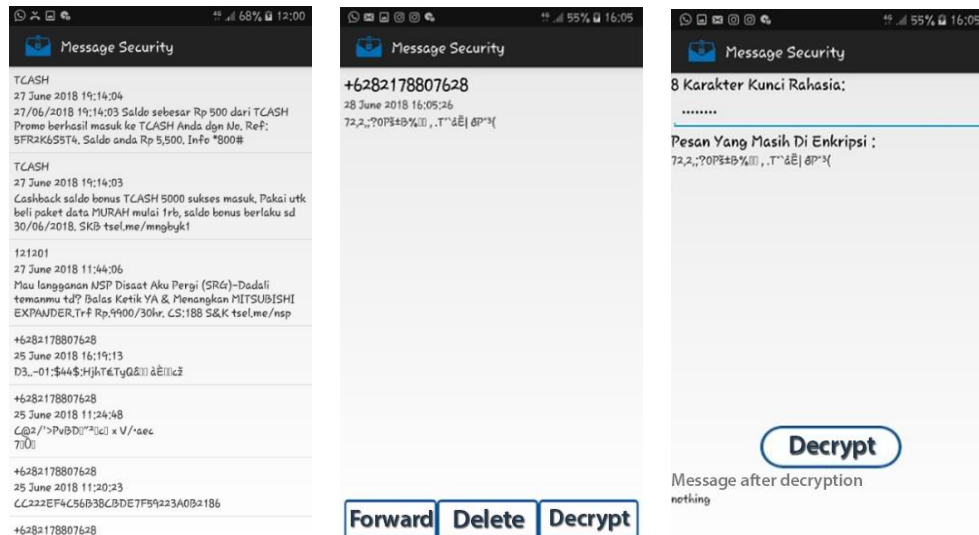 68% 12:00
Message Security
TCASH
27 June 2018 19:14:04
27/06/2018 19:14:03 Saldo sebesar Rp 500 dari TCASH
Promo berhasil masuk ke TCASH Anda dgn No. Ref:
5FR2K6S5T4. Saldo anda Rp 5,500. Info *800#
TCASH
27 June 2018 19:14:03
Cashback saldo bonus TCASH 5000 sukses masuk. Pakai utk
beli paket data MURAH mulai 1rb, saldo bonus berlaku sd
30/06/2018. SKB tsel.me/mngbyk1
121201
27 June 2018 11:44:06
Mau langganan NSP Disaat Aku Pergi (SRG)-Dadali
temanmu td? Balas Ketik YA & Menangkan MITSUBISHI
EXPANDER.Trf Rp.9900/30hr. CS:188 S&K tsel.me/nsp
+6282178807628
25 June 2018 16:19:13
+6282178807628
25 June 2018 11:24:48
+6282178807628
25 June 2018 11:20:23
CC222EF4C56B38CBDE7F59223A0B2186
+6282178807628
55% 16:05
Message Security
+6282178807628
28 June 2018 16:05:26
Forward Delete Decrypt
55% 16:05
Message Security
8 Karakter Kunci Rahasia:
........
Pesan Yang Masih Di Enkripsi :
Decrypt
Message after decryption
nothing